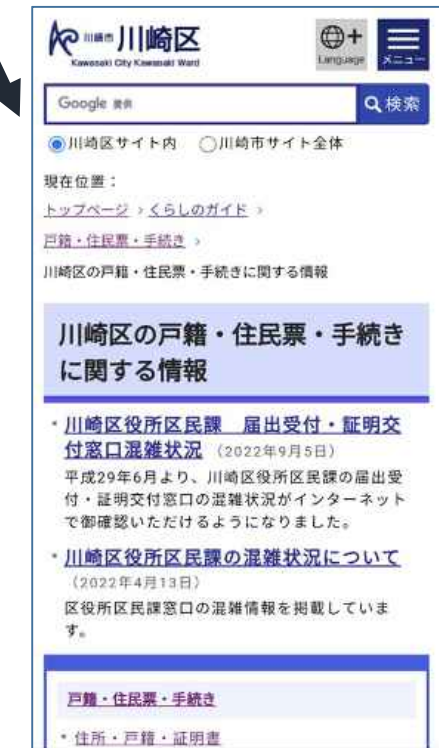 川崎市 川崎区
Kawasaki City Kawasaki Ward
Language
メニュー
Google 提供
検索
川崎区サイト内 川崎市サイト全体
現在位置：
トップページ › くらしのガイド ›
戸籍・住民票・手続き ›
川崎区の戸籍・住民票・手続きに関する情報
川崎区の戸籍・住民票・手続き
に関する情報
・川崎区役所区民課　届出受付・証明交
付窓口混雑状況 （2022年9月5日）
平成29年6月より、川崎区役所区民課の届出受
付・証明交付窓口の混雑状況がインターネット
で御確認いただけるようになりました。
・川崎区役所区民課の混雑状況について
（2022年4月13日）
区役所区民課窓口の混雑情報を掲載していま
す。
戸籍・住民票・手続き
・住所・戸籍・証明書